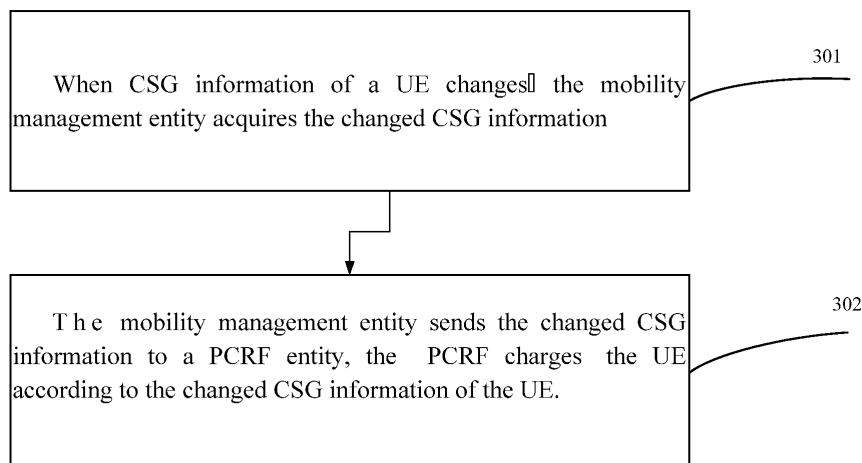 301
When CSG information of a UE changes▯ the mobility
management entity acquires the changed CSG information
302
The mobility management entity sends the changed CSG
information to a PCRF entity, the PCRF charges the UE
according to the changed CSG information of the UE.